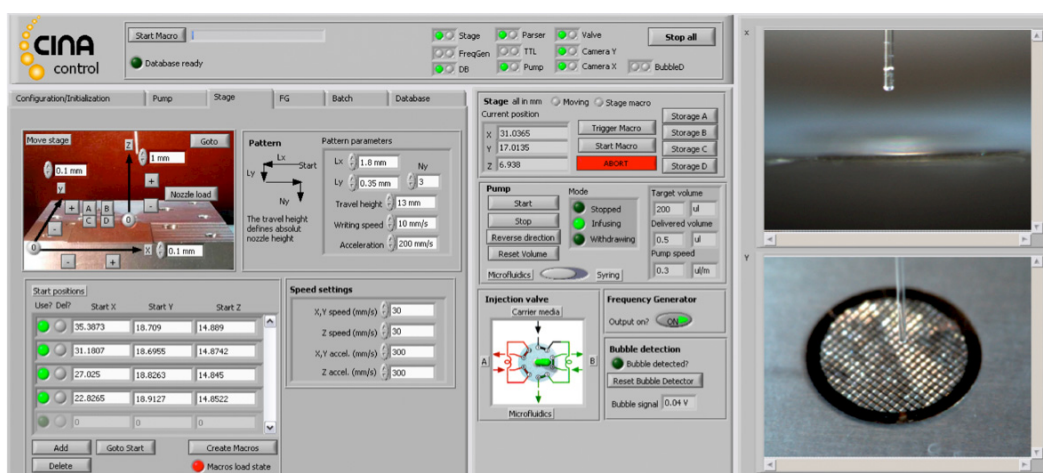 CINA
control
Start Macro
Database ready
Stage
Parser
Valve
Stop all
FreqGen
TTL
Camera Y
DB
Pump
Camera X
BubbleD
Configuration/Initialization
Pump
Stage
FG
Batch
Database
Move stage
Goto
Z
1 mm
0.1 mm
y
+
-
Nozzle load
+
A
B
C
D
-
0
0
X
0.1 mm
-
+
Pattern
Lx
Start
Ly
Ny
The travel height
defines absolut
nozzle height
Pattern parameters
Lx
1.8 mm
Ny
Ly
0.35 mm
3
Travel height
13 mm
Writing speed
10 mm/s
Acceleration
200 mm/s
Start positions
Use? Del? Start X Start Y Start Z
35.3873 18.709 14.889
31.1807 18.6955 14.8742
27.025 18.8263 14.845
22.8265 18.9127 14.8522
0 0 0
Add
Goto Start
Create Macros
Delete
Macros load state
Speed settings
X,Y speed (mm/s) 30
Z speed (mm/s) 30
X,Y accel. (mm/s) 300
Z accel. (mm/s) 300
Stage all in mm
Moving
Stage macro
Current position
X 31.0365
Y 17.0135
Z 6.938
Trigger Macro
Start Macro
ABORT
Storage A
Storage B
Storage C
Storage D
Pump
Start
Stop
Reverse direction
Reset Volume
Microfluidics
Syring
Mode
Stopped
Infusing
Withdrawing
Target volume
200 ul
Delivered volume
0.5 ul
Pump speed
0.3 ul/m
Injection valve
Carrier media
A
B
Microfluidics
Frequency Generator
Output on?
ON
Bubble detection
Bubble detected?
Reset Bubble Detector
Bubble signal 0.04 V
X
Y